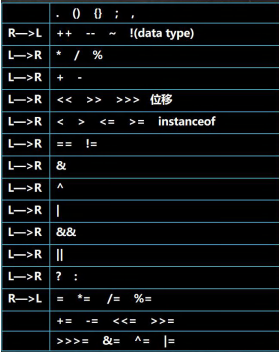 . () {} ; ,
R—>L ++ -- ~ !(data type)
L—>R * / %
L—>R + -
L—>R << >> >>> 位移
L—>R < > <= >= instanceof
L—>R == !=
L—>R &
L—>R ^
L—>R |
L—>R &&
L—>R ||
L—>R ? :
R—>L = *= /= %=
+= -= <<= >>=
>>>= &= ^= |=